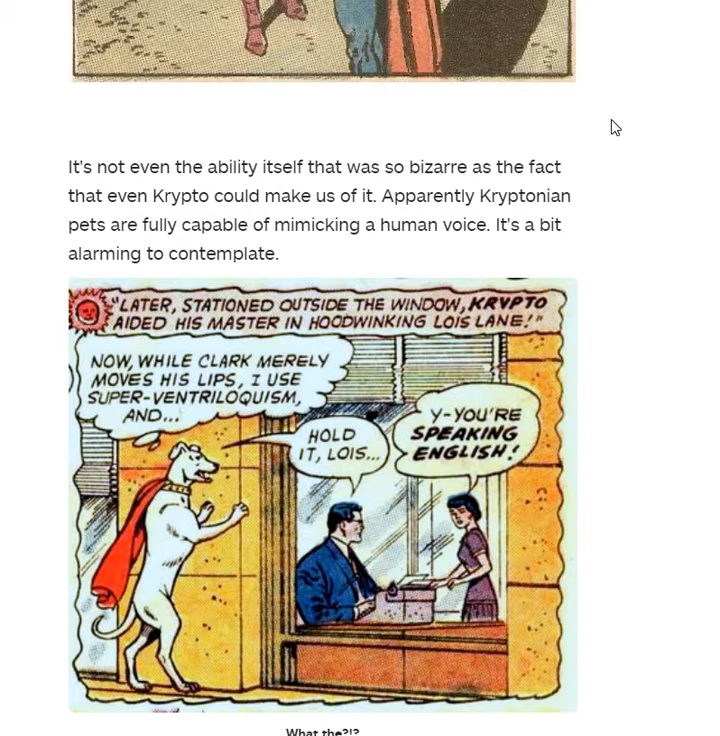 It's not even the ability itself that was so bizarre as the fact
that even Krypto could make us of it. Apparently Kryptonian
pets are fully capable of mimicking a human voice. It's a bit
alarming to contemplate.
"LATER, STATIONED OUTSIDE THE WINDOW, KRYPTO
AIDED HIS MASTER IN HOODWINKING LOIS LANE!"
NOW, WHILE CLARK MERELY
MOVES HIS LIPS, I USE
SUPER-VENTRILOQUISM,
AND...
HOLD
IT, LOIS...
Y-YOU'RE
SPEAKING
ENGLISH!
What the?!?